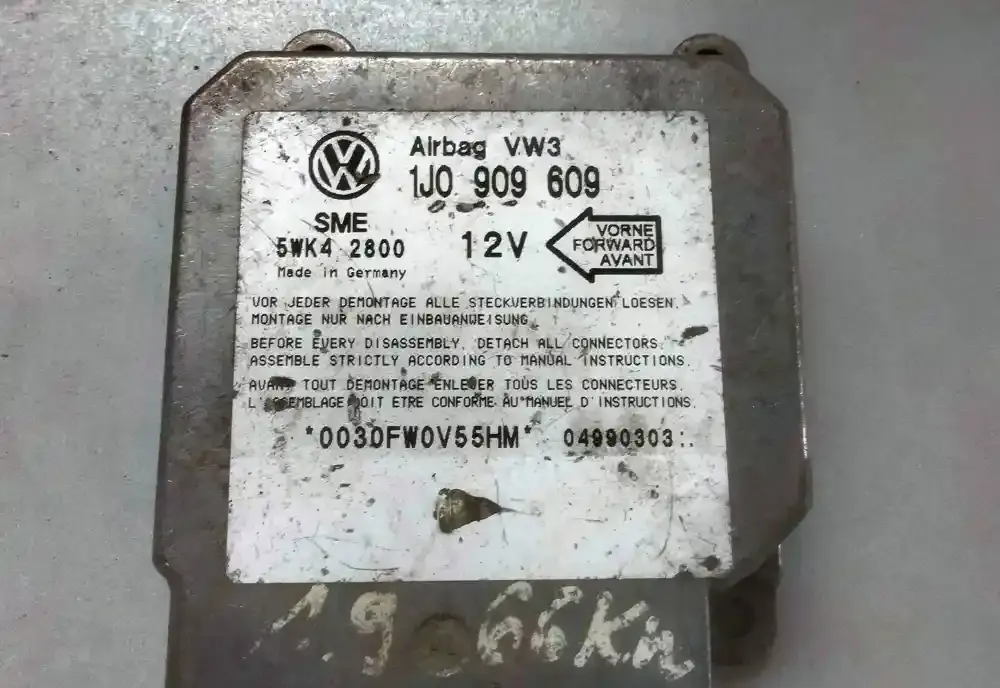 Airbag VW3
1J0 909 609
SME
5WK4 2800
Made in Germany
12V
VORNE
FORWARD
AVANT
VOR JEDER DEMONTAGE ALLE STECKVERBINDUNGEN LOESEN.
MONTAGE NUR NACH EINBAUANWEISUNG.
BEFORE EVERY DISASSEMBLY, DETACH ALL CONNECTORS.
ASSEMBLE STRICTLY ACCORDING TO MANUAL INSTRUCTIONS.
AVANT TOUT DEMONTAGE ENLEVER TOUS LES CONNECTEURS.
L'ASSEMBLAGE DOIT ETRE CONFORME AU MANUEL D'INSTRUCTIONS.
*0030FW0V55HM* 04990303
1.9 66Kw